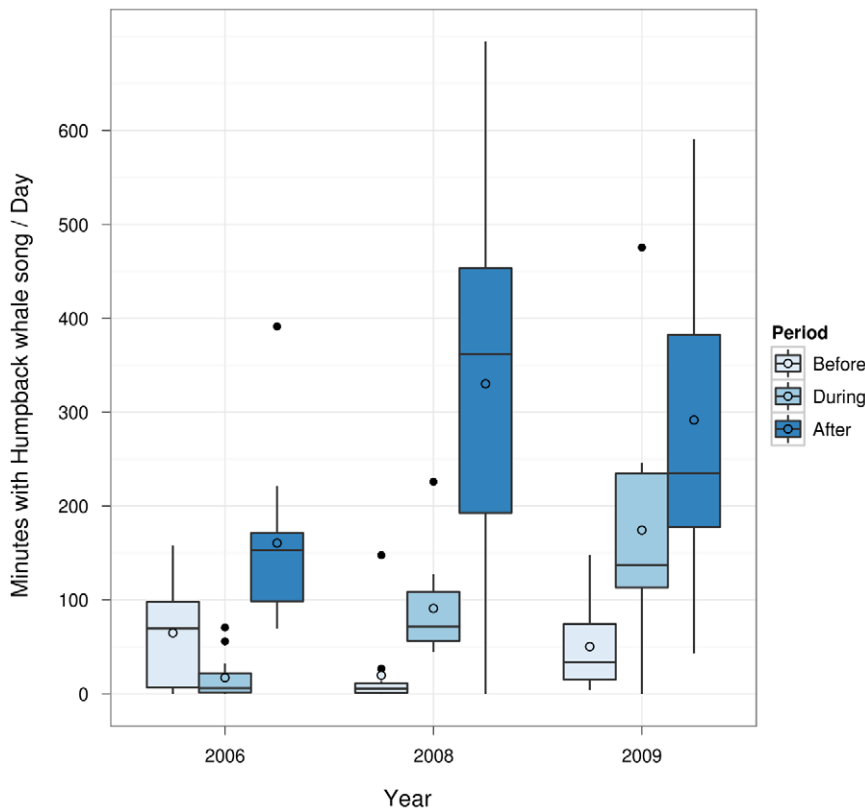 Minutes with Humpback whale song / Day
600
500
400
300
200
100
0
2006
2008
2009
Year
Period
Before
During
After